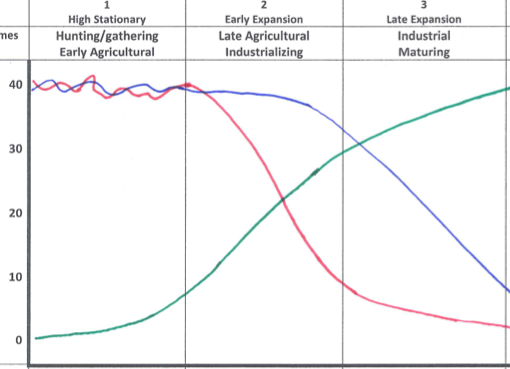 1 2 3
High Stationary Early Expansion Late Expansion
mes Hunting/gathering Late Agricultural Industrial
Early Agricultural Industrializing Maturing
40
30
20
10
0